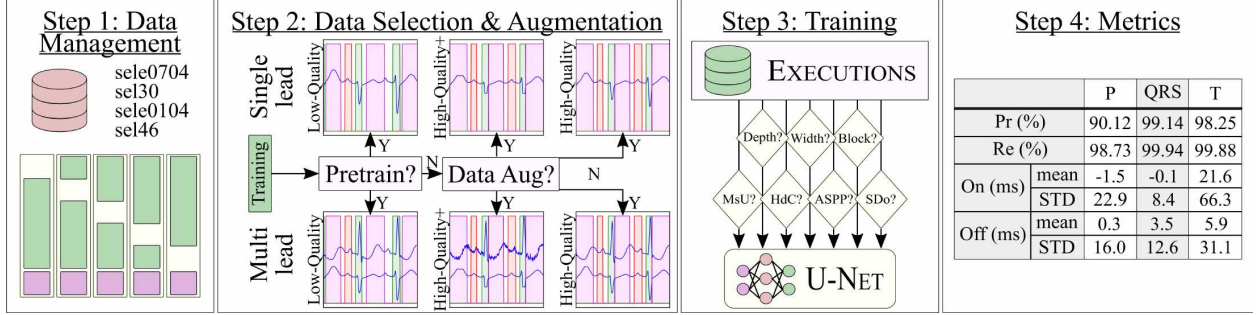 Step 1: Data
Management
sele0704
sel30
sele0104
sel46
Step 2: Data Selection & Augmentation
Single
lead
Low-Quality
High-Quality+
High-Quality
Y
Y
Y
Training
Pretrain?
N
Data Aug?
N
Y
Y
Y
Multi
lead
Low-Quality
High-Quality+
High-Quality
Step 3: Training
EXECUTIONS
Depth?
Width?
Block?
MsU?
HdC?
ASPP?
SDo?
U-NET
Step 4: Metrics
P QRS T
Pr (%) 90.12 99.14 98.25
Re (%) 98.73 99.94 99.88
On (ms) mean -1.5 -0.1 21.6
STD 22.9 8.4 66.3
Off (ms) mean 0.3 3.5 5.9
STD 16.0 12.6 31.1